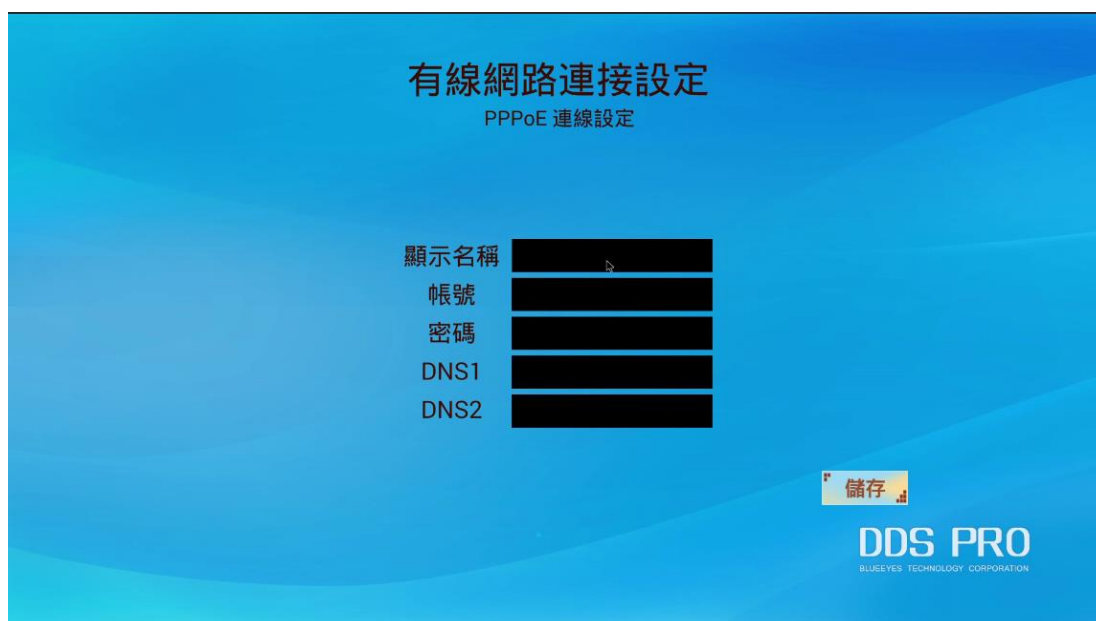 有線網路連接設定
PPPoE 連線設定
顯示名稱
帳號
密碼
DNS1
DNS2
儲存
DDS PRO
BLUEEYES TECHNOLOGY CORPORATION